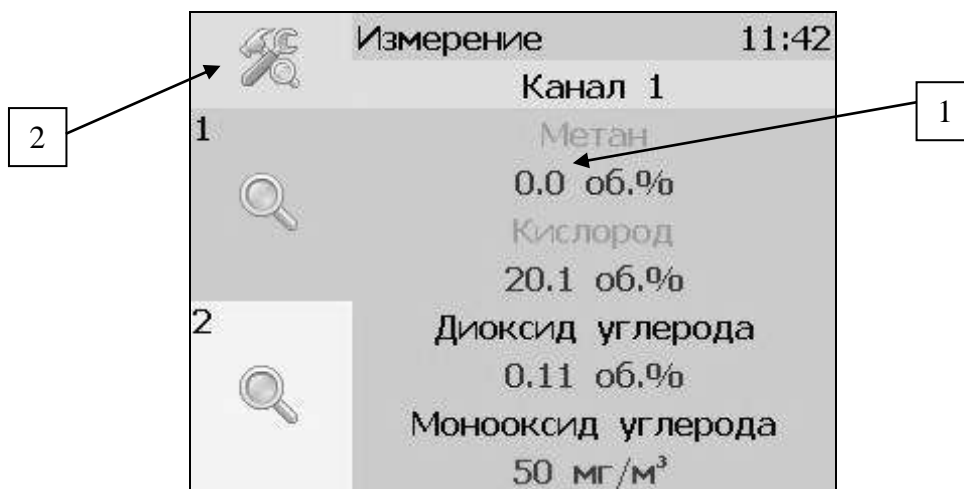 Измерение 11:42
Канал 1
1
Метан
0.0 об.%
Кислород
20.1 об.%
2
Диоксид углерода
0.11 об.%
Монооксид углерода
50 мг/м³
2
1